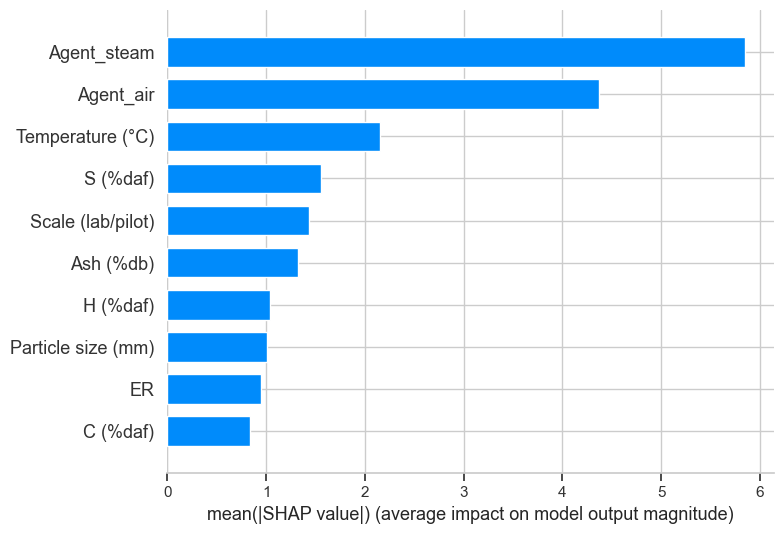 Agent_steam
Agent_air
Temperature (°C)
S (%daf)
Scale (lab/pilot)
Ash (%db)
H (%daf)
Particle size (mm)
ER
C (%daf)
0 1 2 3 4 5 6
mean(|SHAP value|) (average impact on model output magnitude)